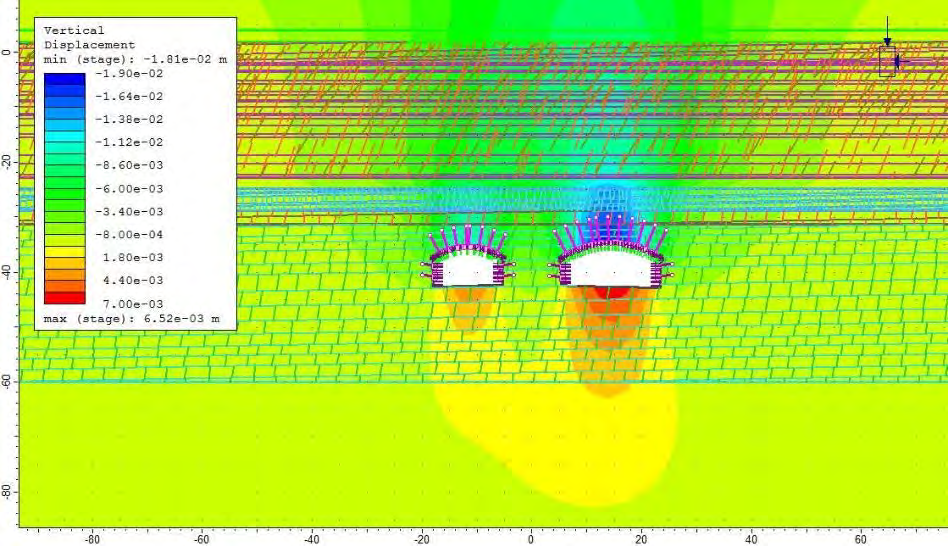 Vertical
Displacement
min (stage): -1.81e-02 m
-1.90e-02
-1.64e-02
-1.38e-02
-1.12e-02
-8.60e-03
-6.00e-03
-3.40e-03
-8.00e-04
1.80e-03
4.40e-03
7.00e-03
max (stage): 6.52e-03 m
0
-20
-40
-60
-80
-80
-60
-40
-20
0
20
40
60